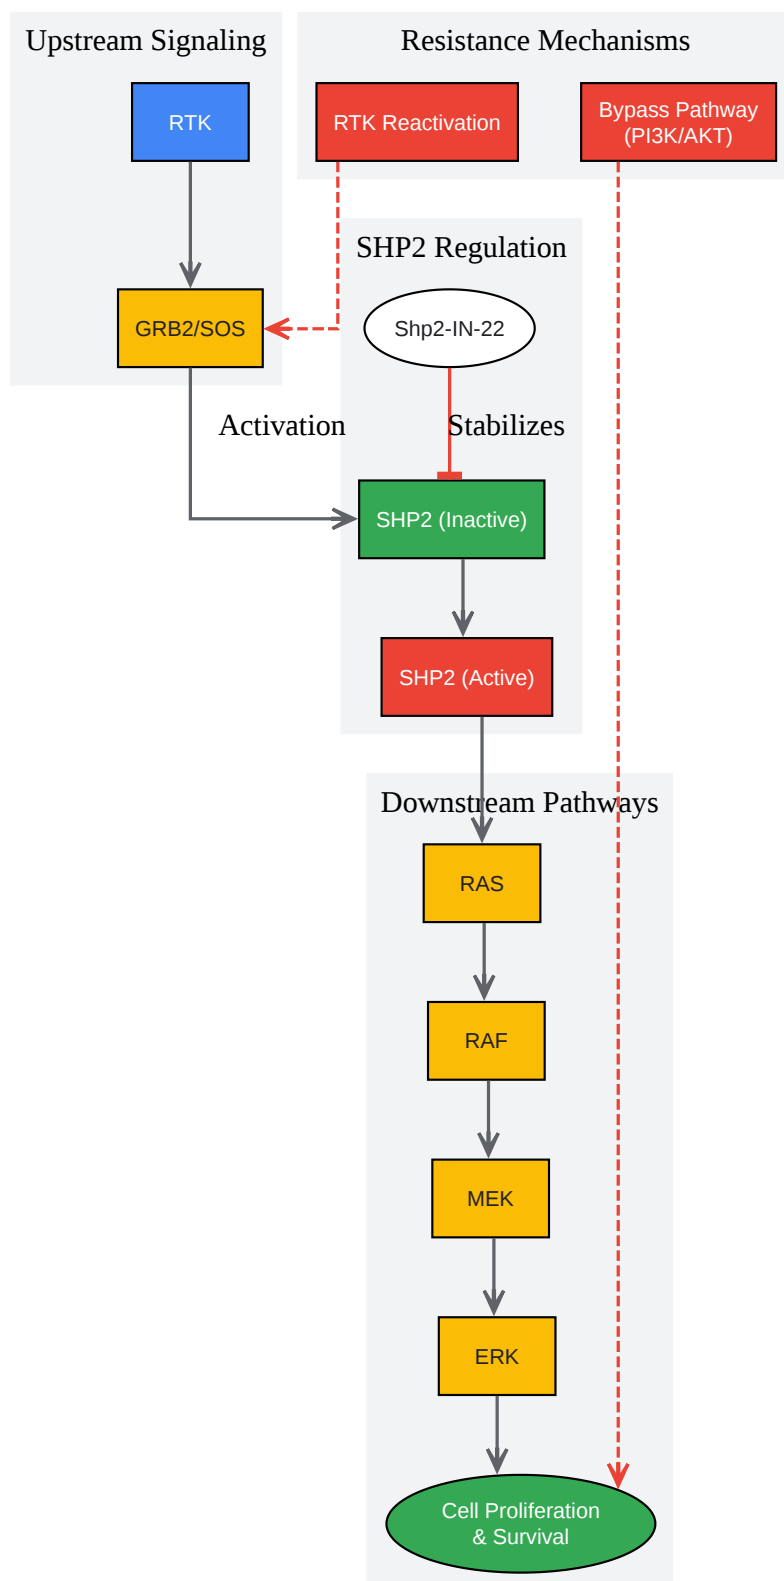 Upstream Signaling
Resistance Mechanisms
RTK
RTK Reactivation
Bypass Pathway
(PI3K/AKT)
SHP2 Regulation
GRB2/SOS
Shp2-IN-22
Activation
Stabilizes
SHP2 (Inactive)
SHP2 (Active)
Downstream Pathways
RAS
RAF
MEK
ERK
Cell Proliferation
& Survival